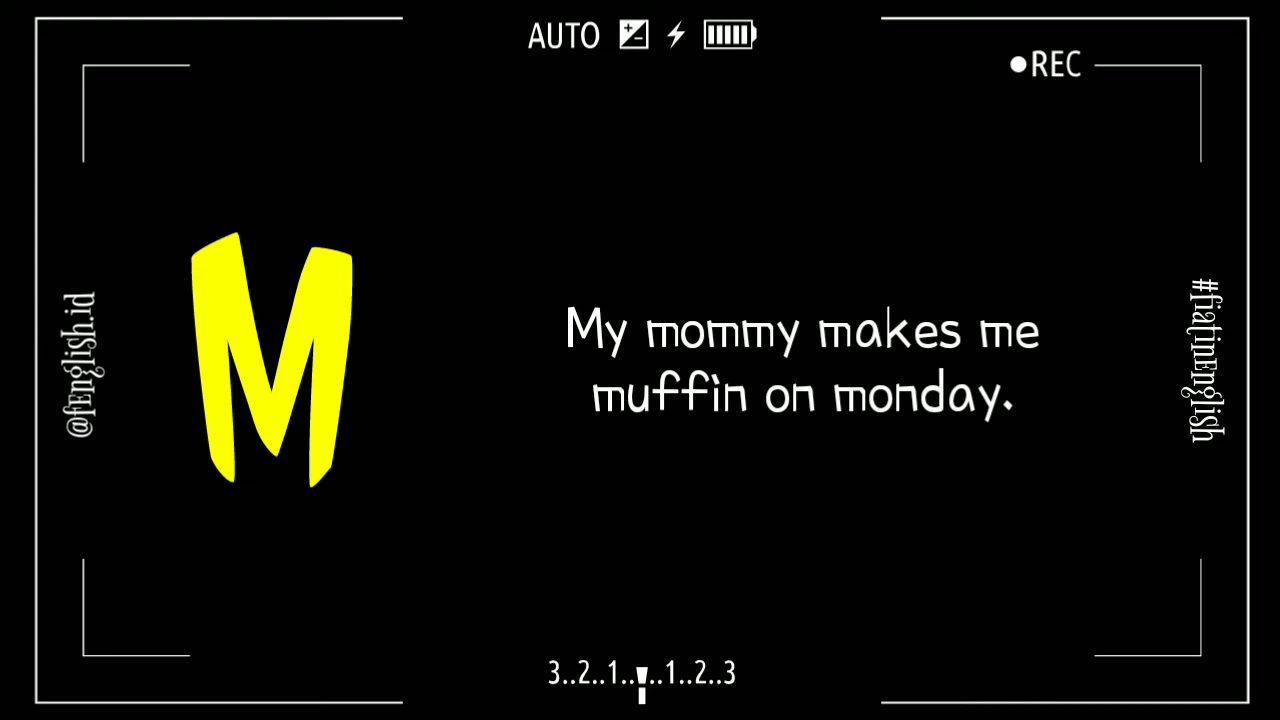 AUTO
REC
M
My mommy makes me
muffin on monday.
@fEnglish.id
#fiatinEnglish
3..2..1....1..2..3